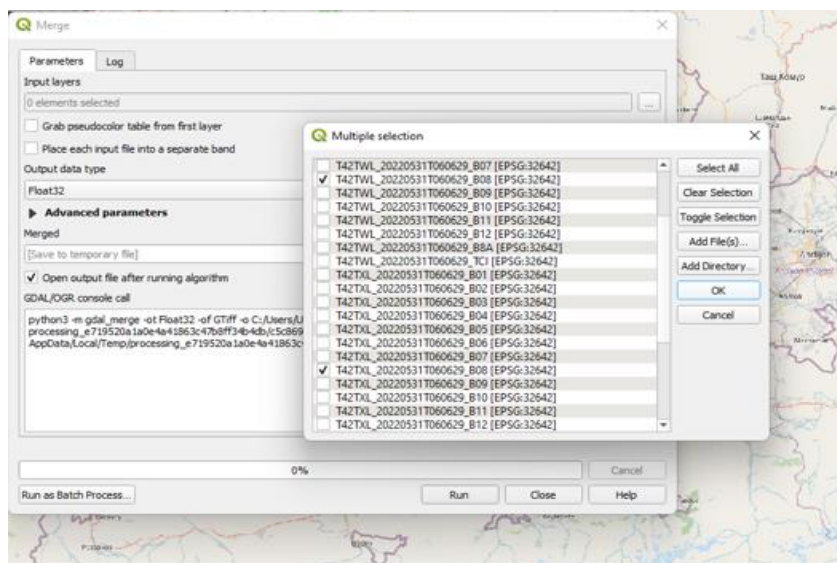 Merge
Parameters Log
Input layers
0 elements selected
...
Grab pseudocolor table from first layer
Place each input file into a separate band
Output data type
Float32
Advanced parameters
Merged
[Save to temporary file]
Open output file after running algorithm
GDAL/OGR console call
python3 -m gdal_merge -ot Float32 -of GTiff -o C:/Users/U
processing_e719520a1a0e4a41863c47b8ff34b4db/c5c869
AppData/Local/Temp/processing_e719520a1a0e4a41863c
0%
Cancel
Run as Batch Process...
Run
Close
Help
Multiple selection
T42TWL_20220531T060629_B07 [EPSG:32642]
T42TWL_20220531T060629_B08 [EPSG:32642]
T42TWL_20220531T060629_B09 [EPSG:32642]
T42TWL_20220531T060629_B10 [EPSG:32642]
T42TWL_20220531T060629_B11 [EPSG:32642]
T42TWL_20220531T060629_B12 [EPSG:32642]
T42TWL_20220531T060629_B8A [EPSG:32642]
T42TWL_20220531T060629_TCI [EPSG:32642]
T42TXL_20220531T060629_B01 [EPSG:32642]
T42TXL_20220531T060629_B02 [EPSG:32642]
T42TXL_20220531T060629_B03 [EPSG:32642]
T42TXL_20220531T060629_B04 [EPSG:32642]
T42TXL_20220531T060629_B05 [EPSG:32642]
T42TXL_20220531T060629_B06 [EPSG:32642]
T42TXL_20220531T060629_B07 [EPSG:32642]
T42TXL_20220531T060629_B08 [EPSG:32642]
T42TXL_20220531T060629_B09 [EPSG:32642]
T42TXL_20220531T060629_B10 [EPSG:32642]
T42TXL_20220531T060629_B11 [EPSG:32642]
T42TXL_20220531T060629_B12 [EPSG:32642]
Select All
Clear Selection
Toggle Selection
Add File(s)...
Add Directory...
OK
Cancel